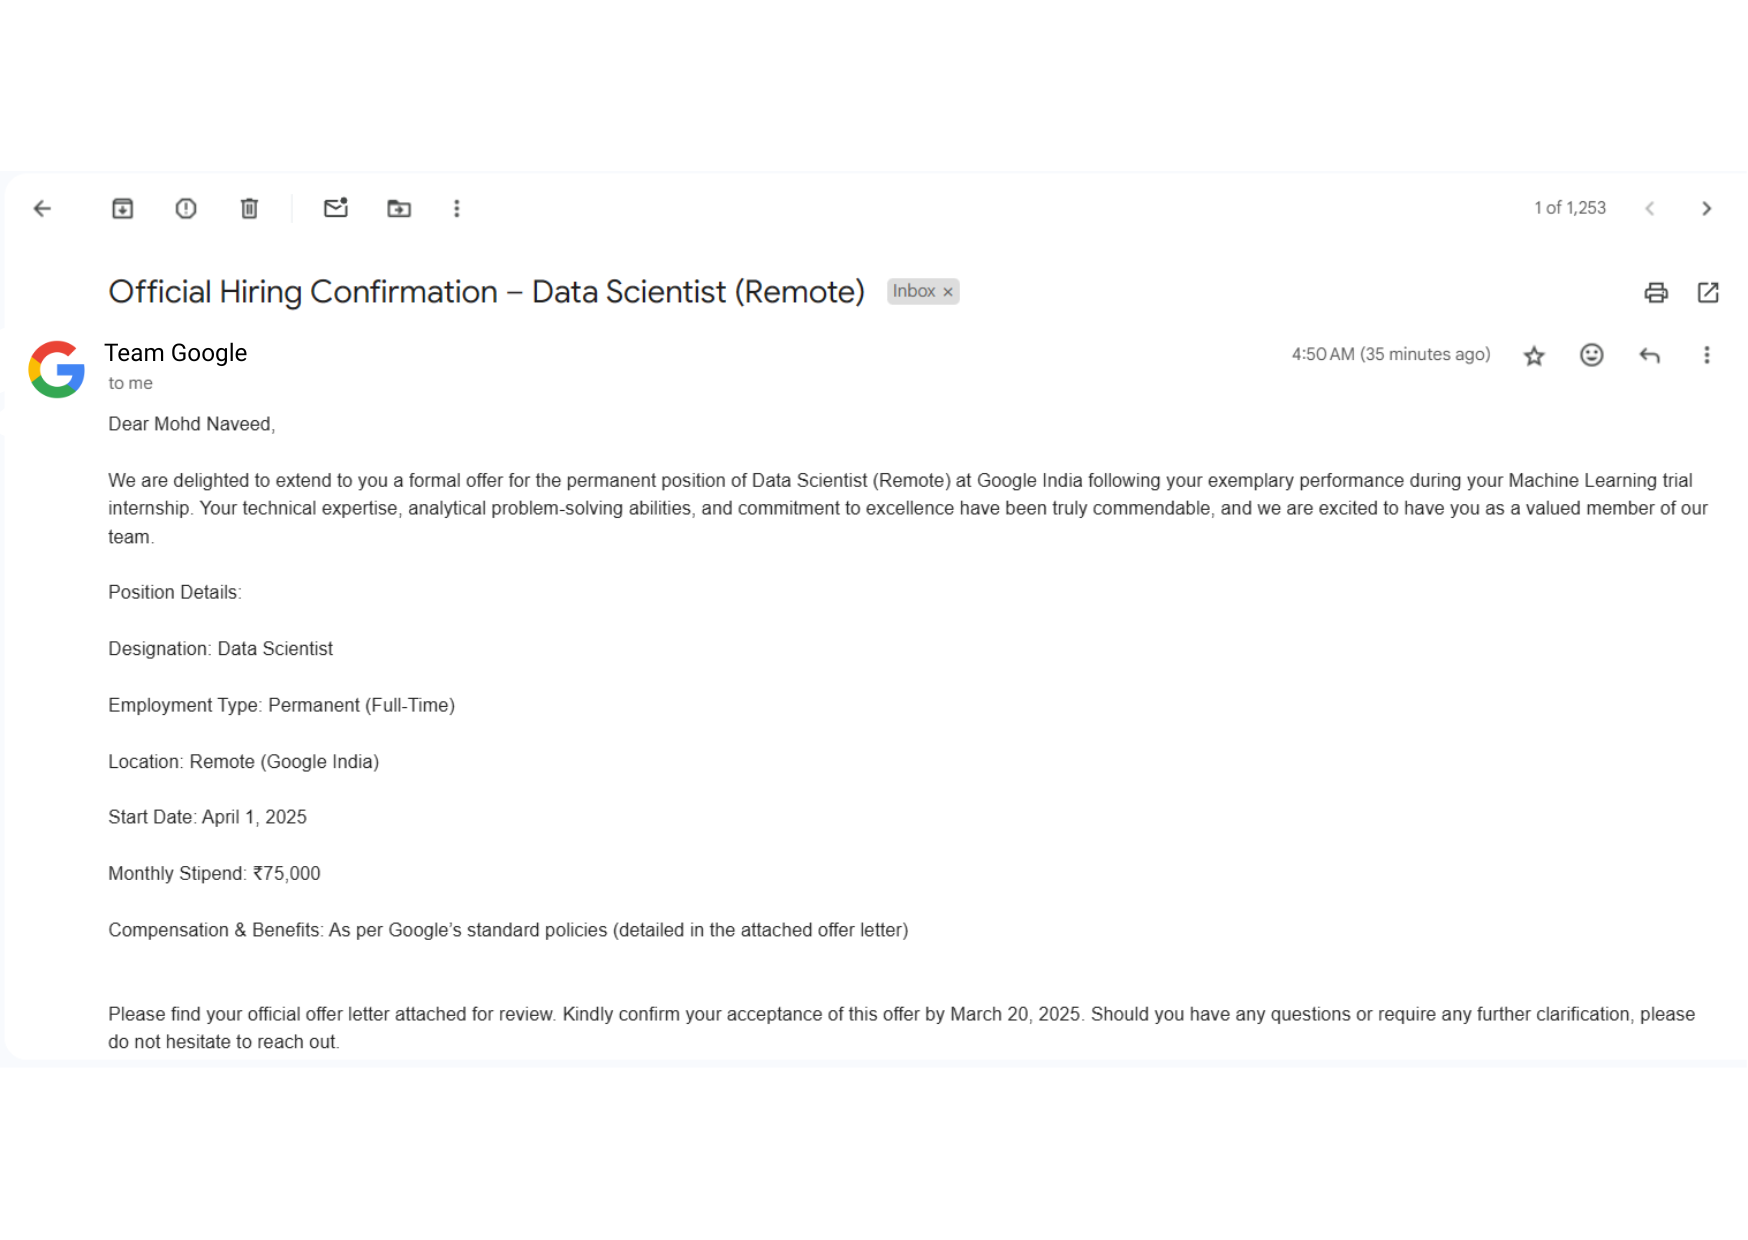 1 of 1,253
Official Hiring Confirmation – Data Scientist (Remote) Inbox ×
Team Google 4:50 AM (35 minutes ago)
to me
Dear Mohd Naveed,
We are delighted to extend to you a formal offer for the permanent position of Data Scientist (Remote) at Google India following your exemplary performance during your Machine Learning trial
internship. Your technical expertise, analytical problem-solving abilities, and commitment to excellence have been truly commendable, and we are excited to have you as a valued member of our
team.
Position Details:
Designation: Data Scientist
Employment Type: Permanent (Full-Time)
Location: Remote (Google India)
Start Date: April 1, 2025
Monthly Stipend: ₹75,000
Compensation & Benefits: As per Google’s standard policies (detailed in the attached offer letter)
Please find your official offer letter attached for review. Kindly confirm your acceptance of this offer by March 20, 2025. Should you have any questions or require any further clarification, please
do not hesitate to reach out.